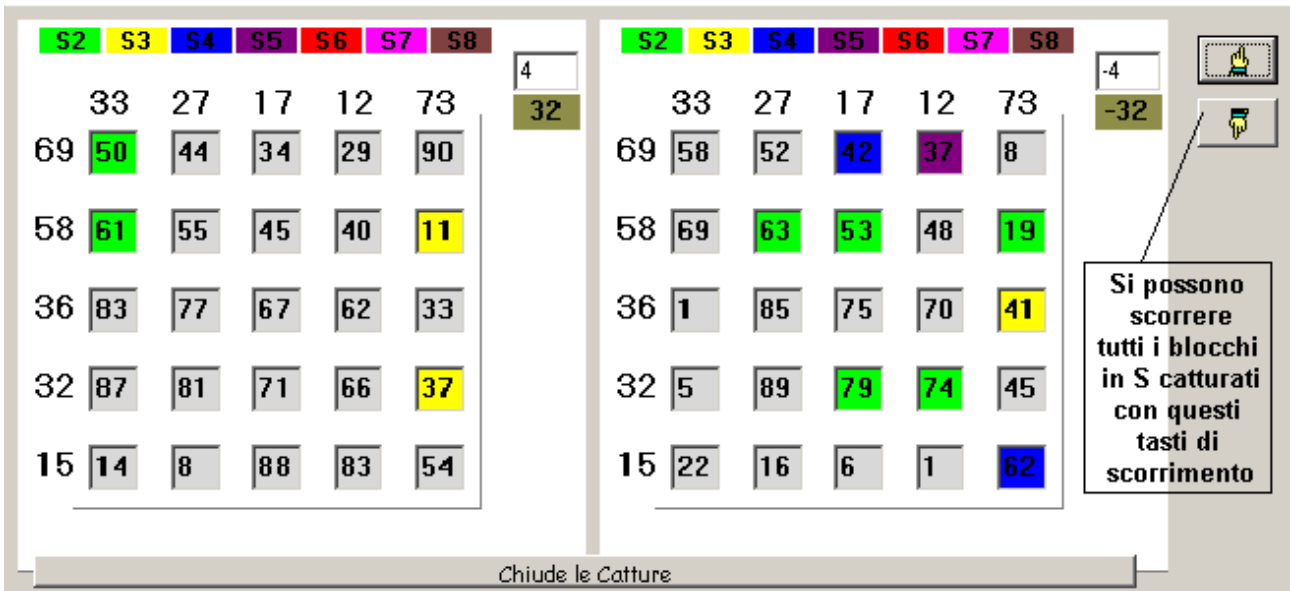 S2 S3 S4 S5 S6 S7 S8
4
33 27 17 12 73
32
69 50 44 34 29 90
58 61 55 45 40 11
36 83 77 67 62 33
32 87 81 71 66 37
15 14 8 88 83 54
S2 S3 S4 S5 S6 S7 S8
-4
33 27 17 12 73
-32
69 58 52 42 37 8
58 69 63 53 48 19
36 1 85 75 70 41
32 5 89 79 74 45
15 22 16 6 1 62
Si possono
scorrere
tutti i blocchi
in S catturati
con questi
tasti di
scorrimento
Chiude le Catture